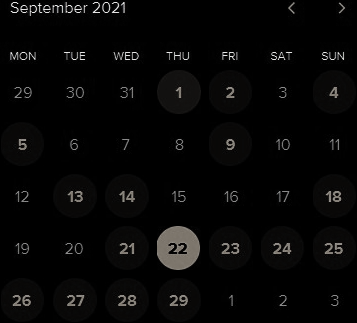 September 2021
MON TUE WED THU FRI SAT SUN
29 30 31 1 2 3 4
5 6 7 8 9 10 11
12 13 14 15 16 17 18
19 20 21 22 23 24 25
26 27 28 29 1 2 3